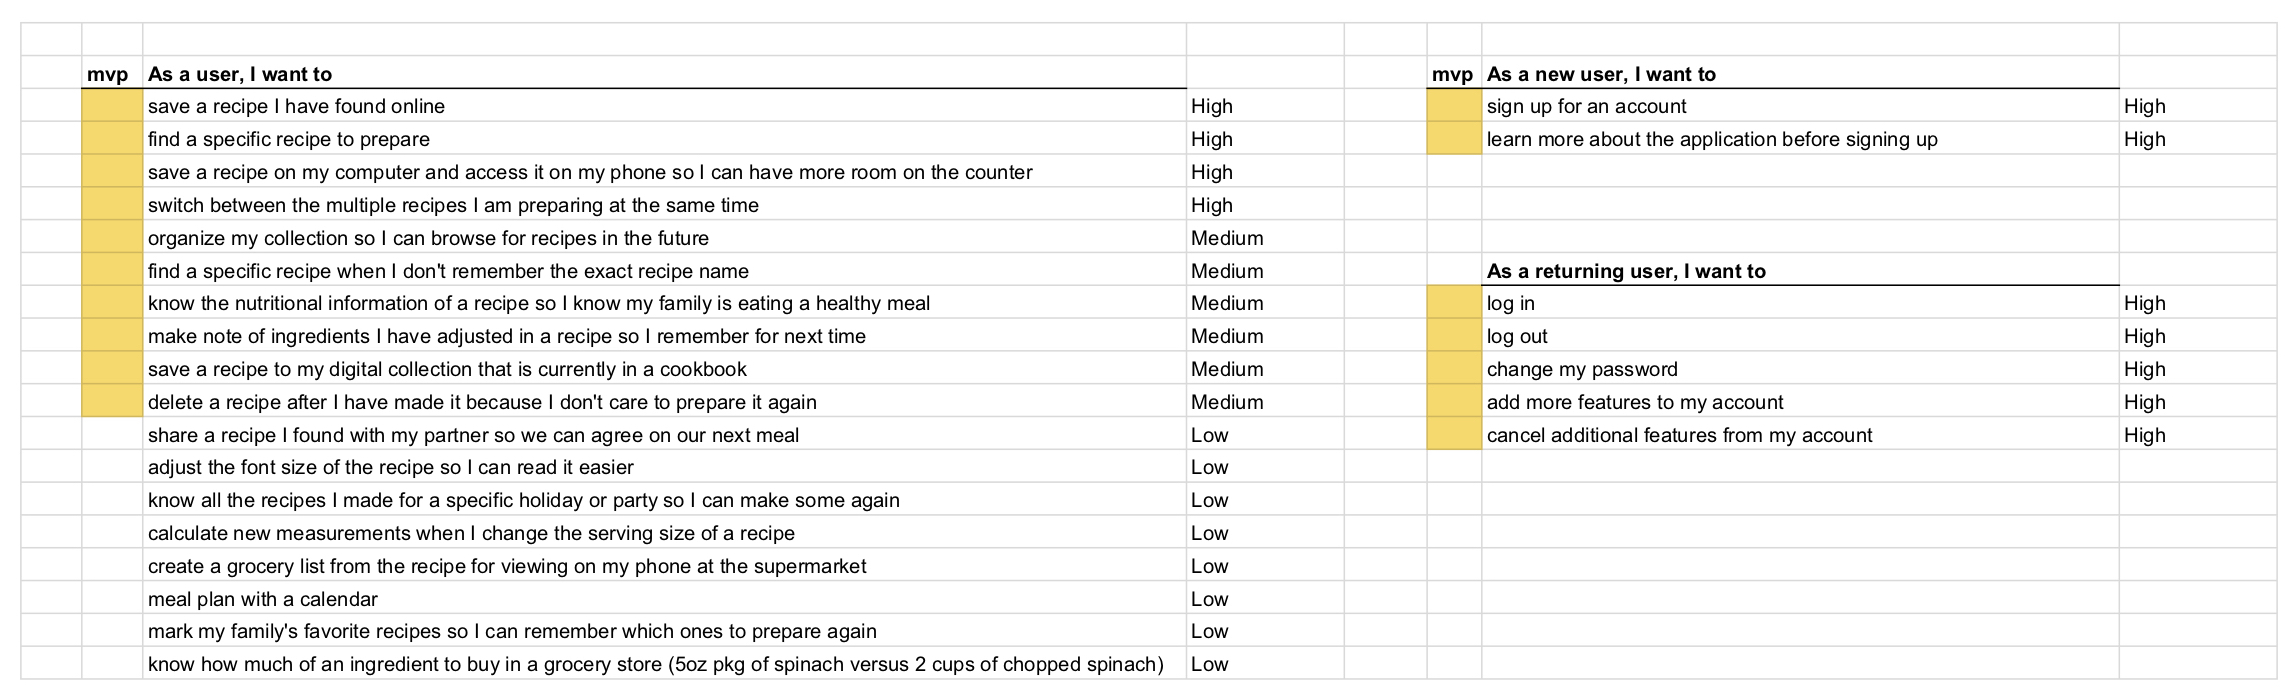 mvp As a user, I want to
save a recipe I have found online High
find a specific recipe to prepare High
save a recipe on my computer and access it on my phone so I can have more room on the counter High
switch between the multiple recipes I am preparing at the same time High
organize my collection so I can browse for recipes in the future Medium
find a specific recipe when I don't remember the exact recipe name Medium
know the nutritional information of a recipe so I know my family is eating a healthy meal Medium
make note of ingredients I have adjusted in a recipe so I remember for next time Medium
save a recipe to my digital collection that is currently in a cookbook Medium
delete a recipe after I have made it because I don't care to prepare it again Medium
share a recipe I found with my partner so we can agree on our next meal Low
adjust the font size of the recipe so I can read it easier Low
know all the recipes I made for a specific holiday or party so I can make some again Low
calculate new measurements when I change the serving size of a recipe Low
create a grocery list from the recipe for viewing on my phone at the supermarket Low
meal plan with a calendar Low
mark my family's favorite recipes so I can remember which ones to prepare again Low
know how much of an ingredient to buy in a grocery store (5oz pkg of spinach versus 2 cups of chopped spinach) Low
mvp As a new user, I want to
sign up for an account High
learn more about the application before signing up High
As a returning user, I want to
log in High
log out High
change my password High
add more features to my account High
cancel additional features from my account High